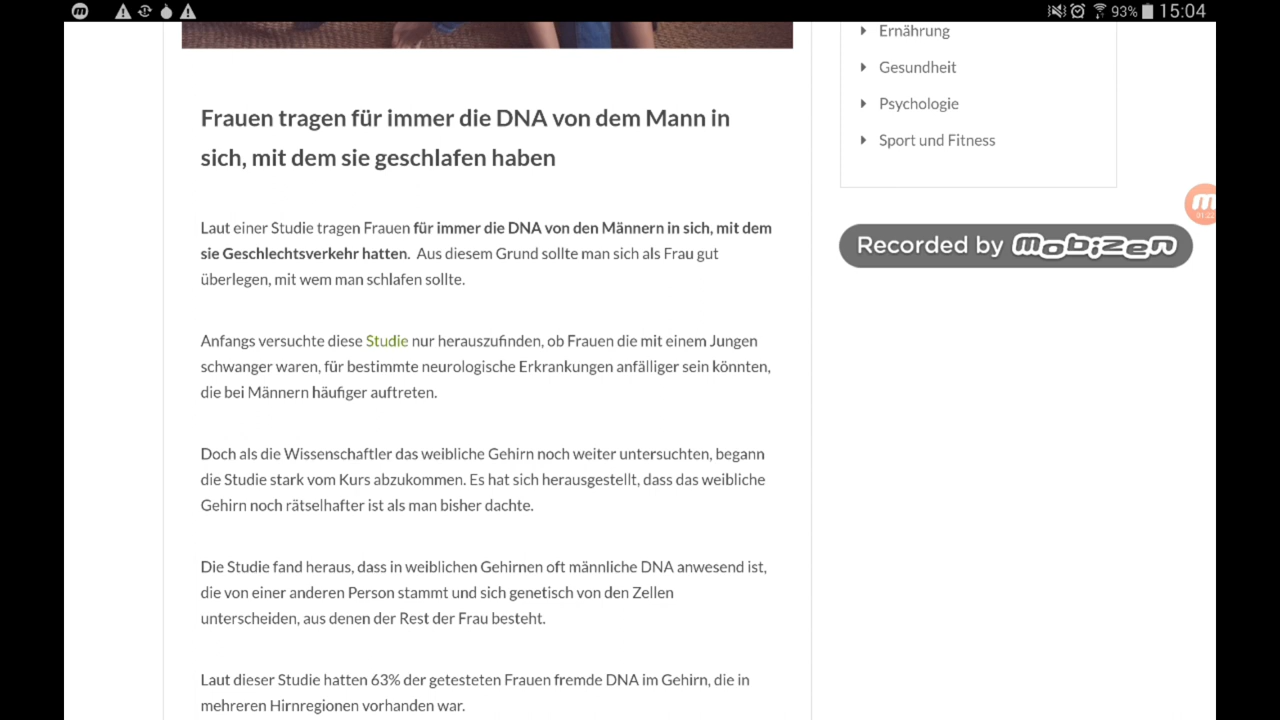 93% 15:04
Ernährung
Gesundheit
Psychologie
Sport und Fitness
01:22
Recorded by mobizen
Frauen tragen für immer die DNA von dem Mann in
sich, mit dem sie geschlafen haben
Laut einer Studie tragen Frauen für immer die DNA von den Männern in sich, mit dem
sie Geschlechtsverkehr hatten. Aus diesem Grund sollte man sich als Frau gut
überlegen, mit wem man schlafen sollte.
Anfangs versuchte diese Studie nur herauszufinden, ob Frauen die mit einem Jungen
schwanger waren, für bestimmte neurologische Erkrankungen anfälliger sein könnten,
die bei Männern häufiger auftreten.
Doch als die Wissenschaftler das weibliche Gehirn noch weiter untersuchten, begann
die Studie stark vom Kurs abzukommen. Es hat sich herausgestellt, dass das weibliche
Gehirn noch rätselhafter ist als man bisher dachte.
Die Studie fand heraus, dass in weiblichen Gehirnen oft männliche DNA anwesend ist,
die von einer anderen Person stammt und sich genetisch von den Zellen
unterscheiden, aus denen der Rest der Frau besteht.
Laut dieser Studie hatten 63% der getesteten Frauen fremde DNA im Gehirn, die in
mehreren Hirnregionen vorhanden war.